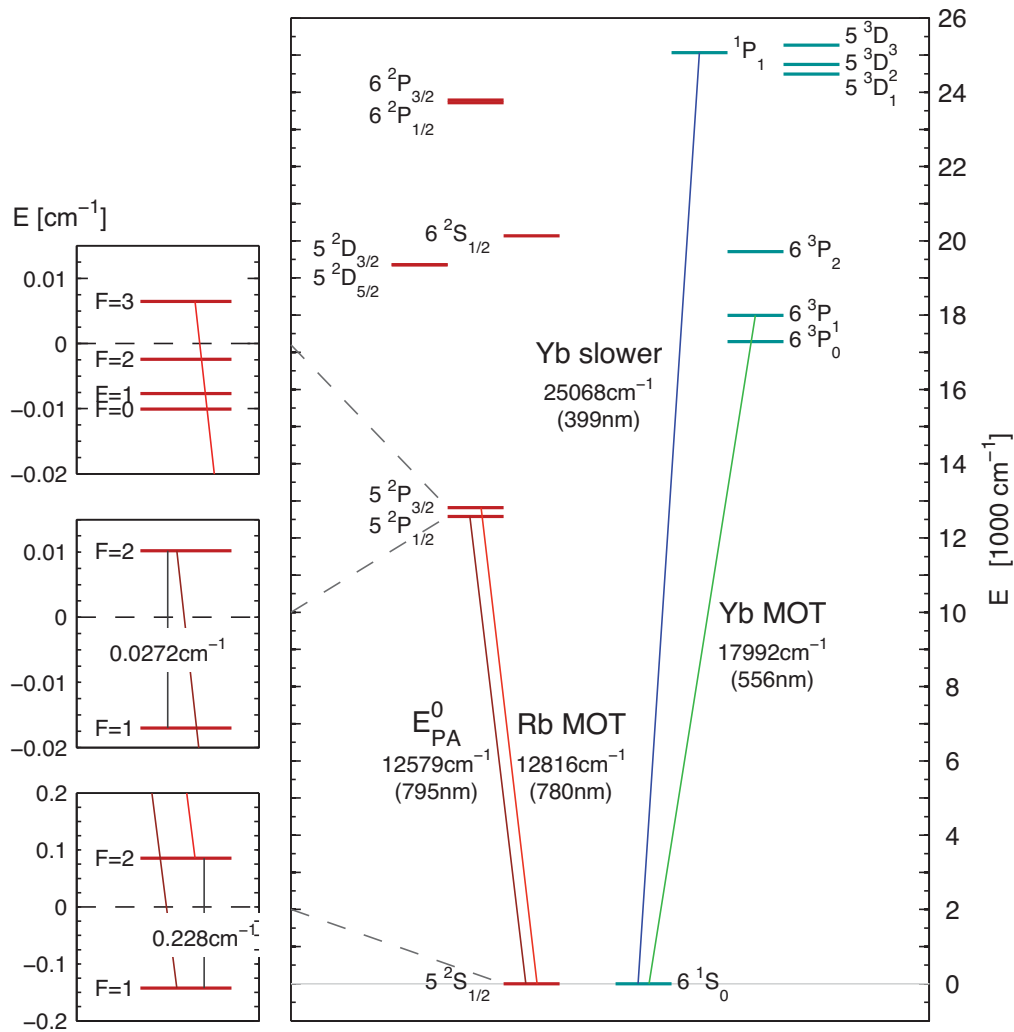 E [cm⁻¹]
0.01
0
−0.01
−0.02
F=3
F=2
F=1
F=0
0.01
0
−0.01
−0.02
F=2
0.0272cm⁻¹
F=1
0.2
0.1
0
−0.1
−0.2
F=2
0.228cm⁻¹
F=1
6 ²P₃/₂
6 ²P₁/₂
5 ²D₃/₂
5 ²D₅/₂
6 ²S₁/₂
5 ²P₃/₂
5 ²P₁/₂
E⁰_PA
12579cm⁻¹
(795nm)
Rb MOT
12816cm⁻¹
(780nm)
5 ²S₁/₂
¹P₁
5 ³D₃
5 ³D₂
5 ³D₁
6 ³P₂
6 ³P₁
6 ³P₀
Yb slower
25068cm⁻¹
(399nm)
Yb MOT
17992cm⁻¹
(556nm)
6 ¹S₀
26
24
22
20
18
16
14
12
10
8
6
4
2
0
E [1000 cm⁻¹]